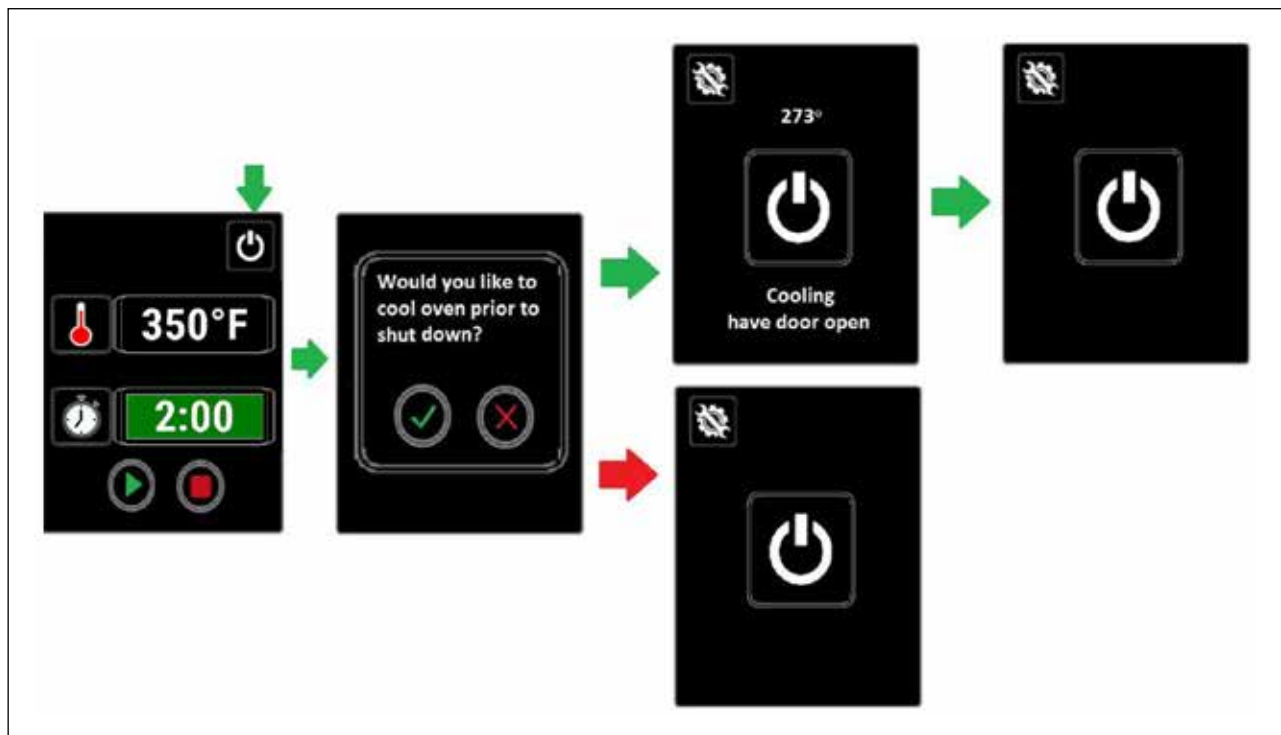 350°F
2:00
Would you like to
cool oven prior to
shut down?
273°
Cooling
have door open